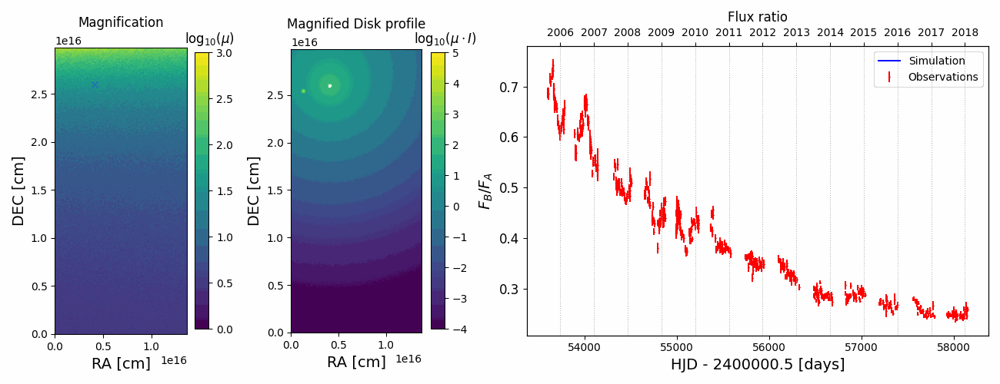 Magnification
1e16
log₁₀(μ)
3.0
2.5
2.0
1.5
1.0
0.5
0.0
2.5
2.0
1.5
1.0
0.5
0.0
DEC [cm]
0.0 0.5 1.0
RA [cm] 1e16
Magnified Disk profile
1e16
log₁₀(μ · I)
5
4
3
2
1
0
−1
−2
−3
−4
2.5
2.0
1.5
1.0
0.5
0.0
DEC [cm]
0.0 0.5 1.0
RA [cm] 1e16
Flux ratio
2006 2007 2008 2009 2010 2011 2012 2013 2014 2015 2016 2017 2018
Simulation
Observations
0.7
0.6
0.5
0.4
0.3
F_B/F_A
54000 55000 56000 57000 58000
HJD - 2400000.5 [days]